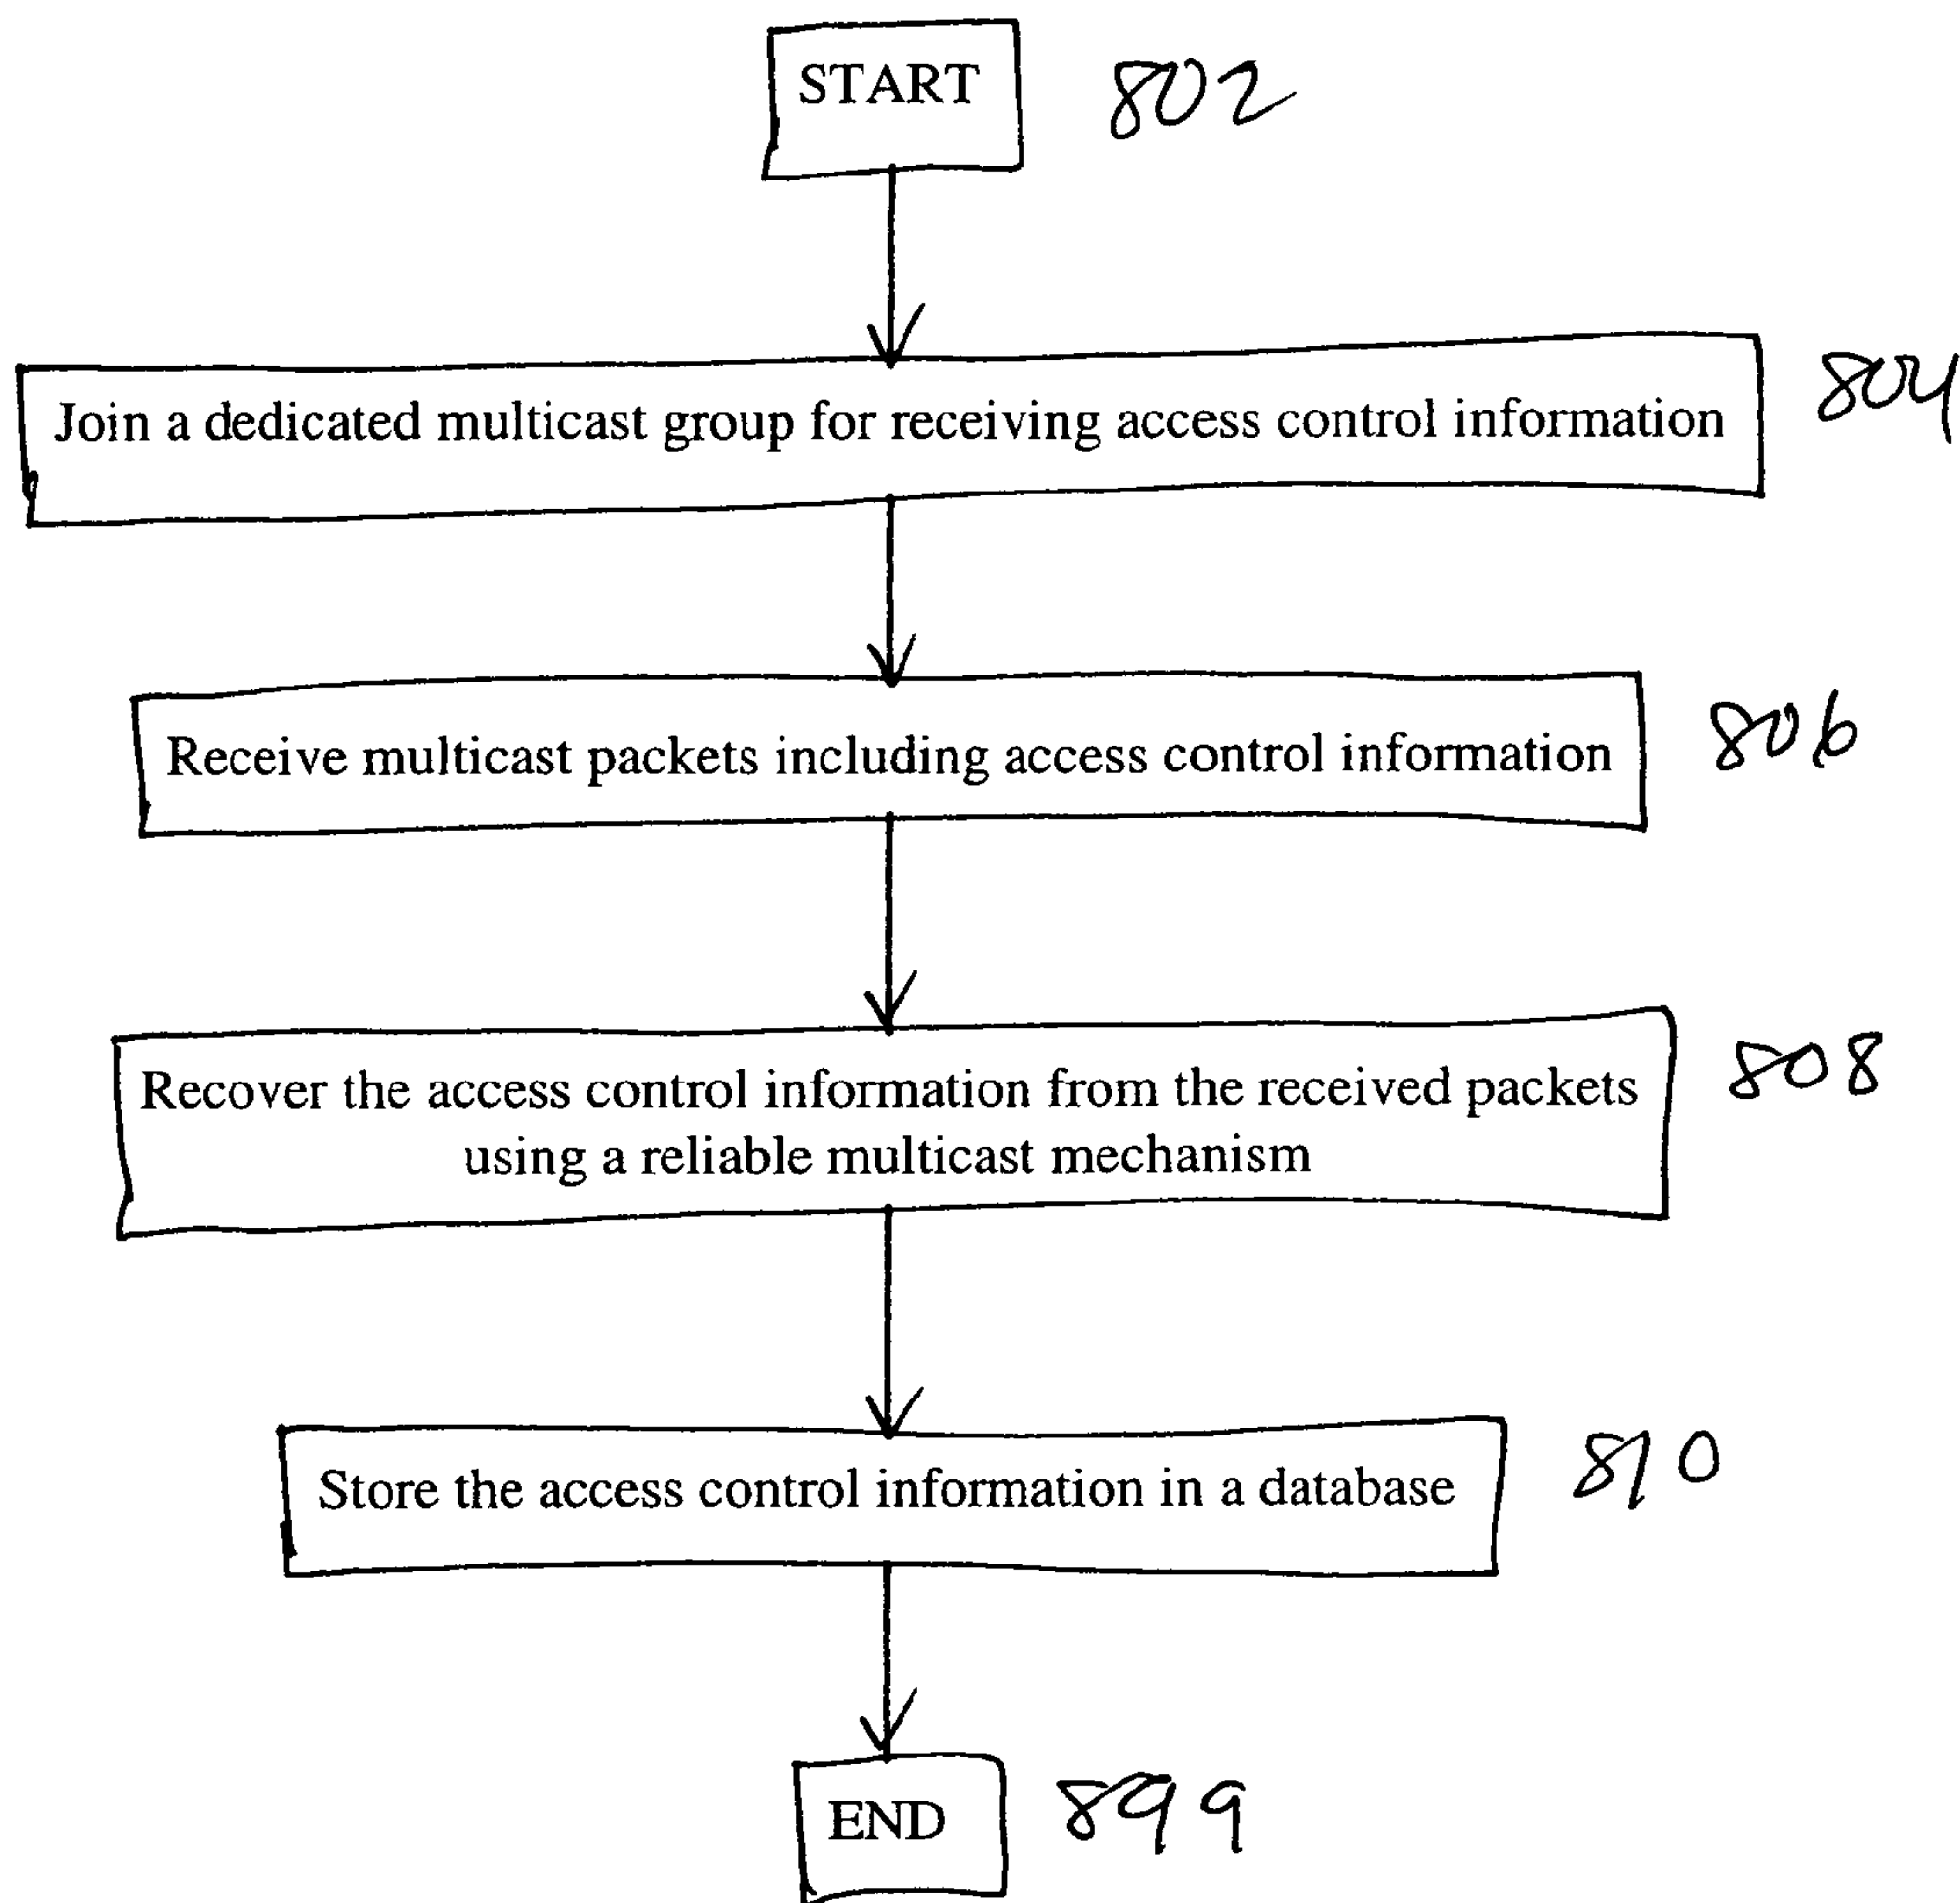 START 802
Join a dedicated multicast group for receiving access control information 804
Receive multicast packets including access control information 806
Recover the access control information from the received packets 808
using a reliable multicast mechanism
Store the access control information in a database 810
END 899